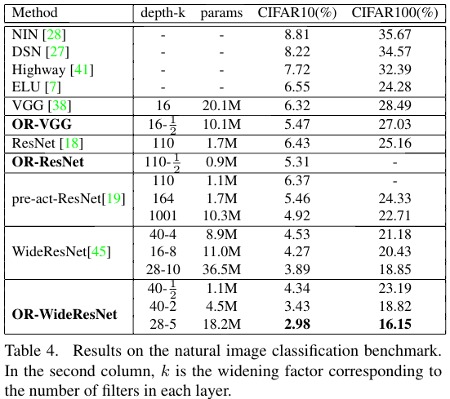 Method depth-k params CIFAR10(%) CIFAR100(%)
NIN [28] - - 8.81 35.67
DSN [27] - - 8.22 34.57
Highway [41] - - 7.72 32.39
ELU [7] - - 6.55 24.28
VGG [38] 16 20.1M 6.32 28.49
OR-VGG 16-1/2 10.1M 5.47 27.03
ResNet [18] 110 1.7M 6.43 25.16
OR-ResNet 110-1/2 0.9M 5.31 -
110 1.1M 6.37 -
pre-act-ResNet[19] 164 1.7M 5.46 24.33
1001 10.3M 4.92 22.71
40-4 8.9M 4.53 21.18
WideResNet[45] 16-8 11.0M 4.27 20.43
28-10 36.5M 3.89 18.85
40-1/2 1.1M 4.34 23.19
OR-WideResNet 40-2 4.5M 3.43 18.82
28-5 18.2M 2.98 16.15
Table 4. Results on the natural image classification benchmark.
In the second column, k is the widening factor corresponding to
the number of filters in each layer.